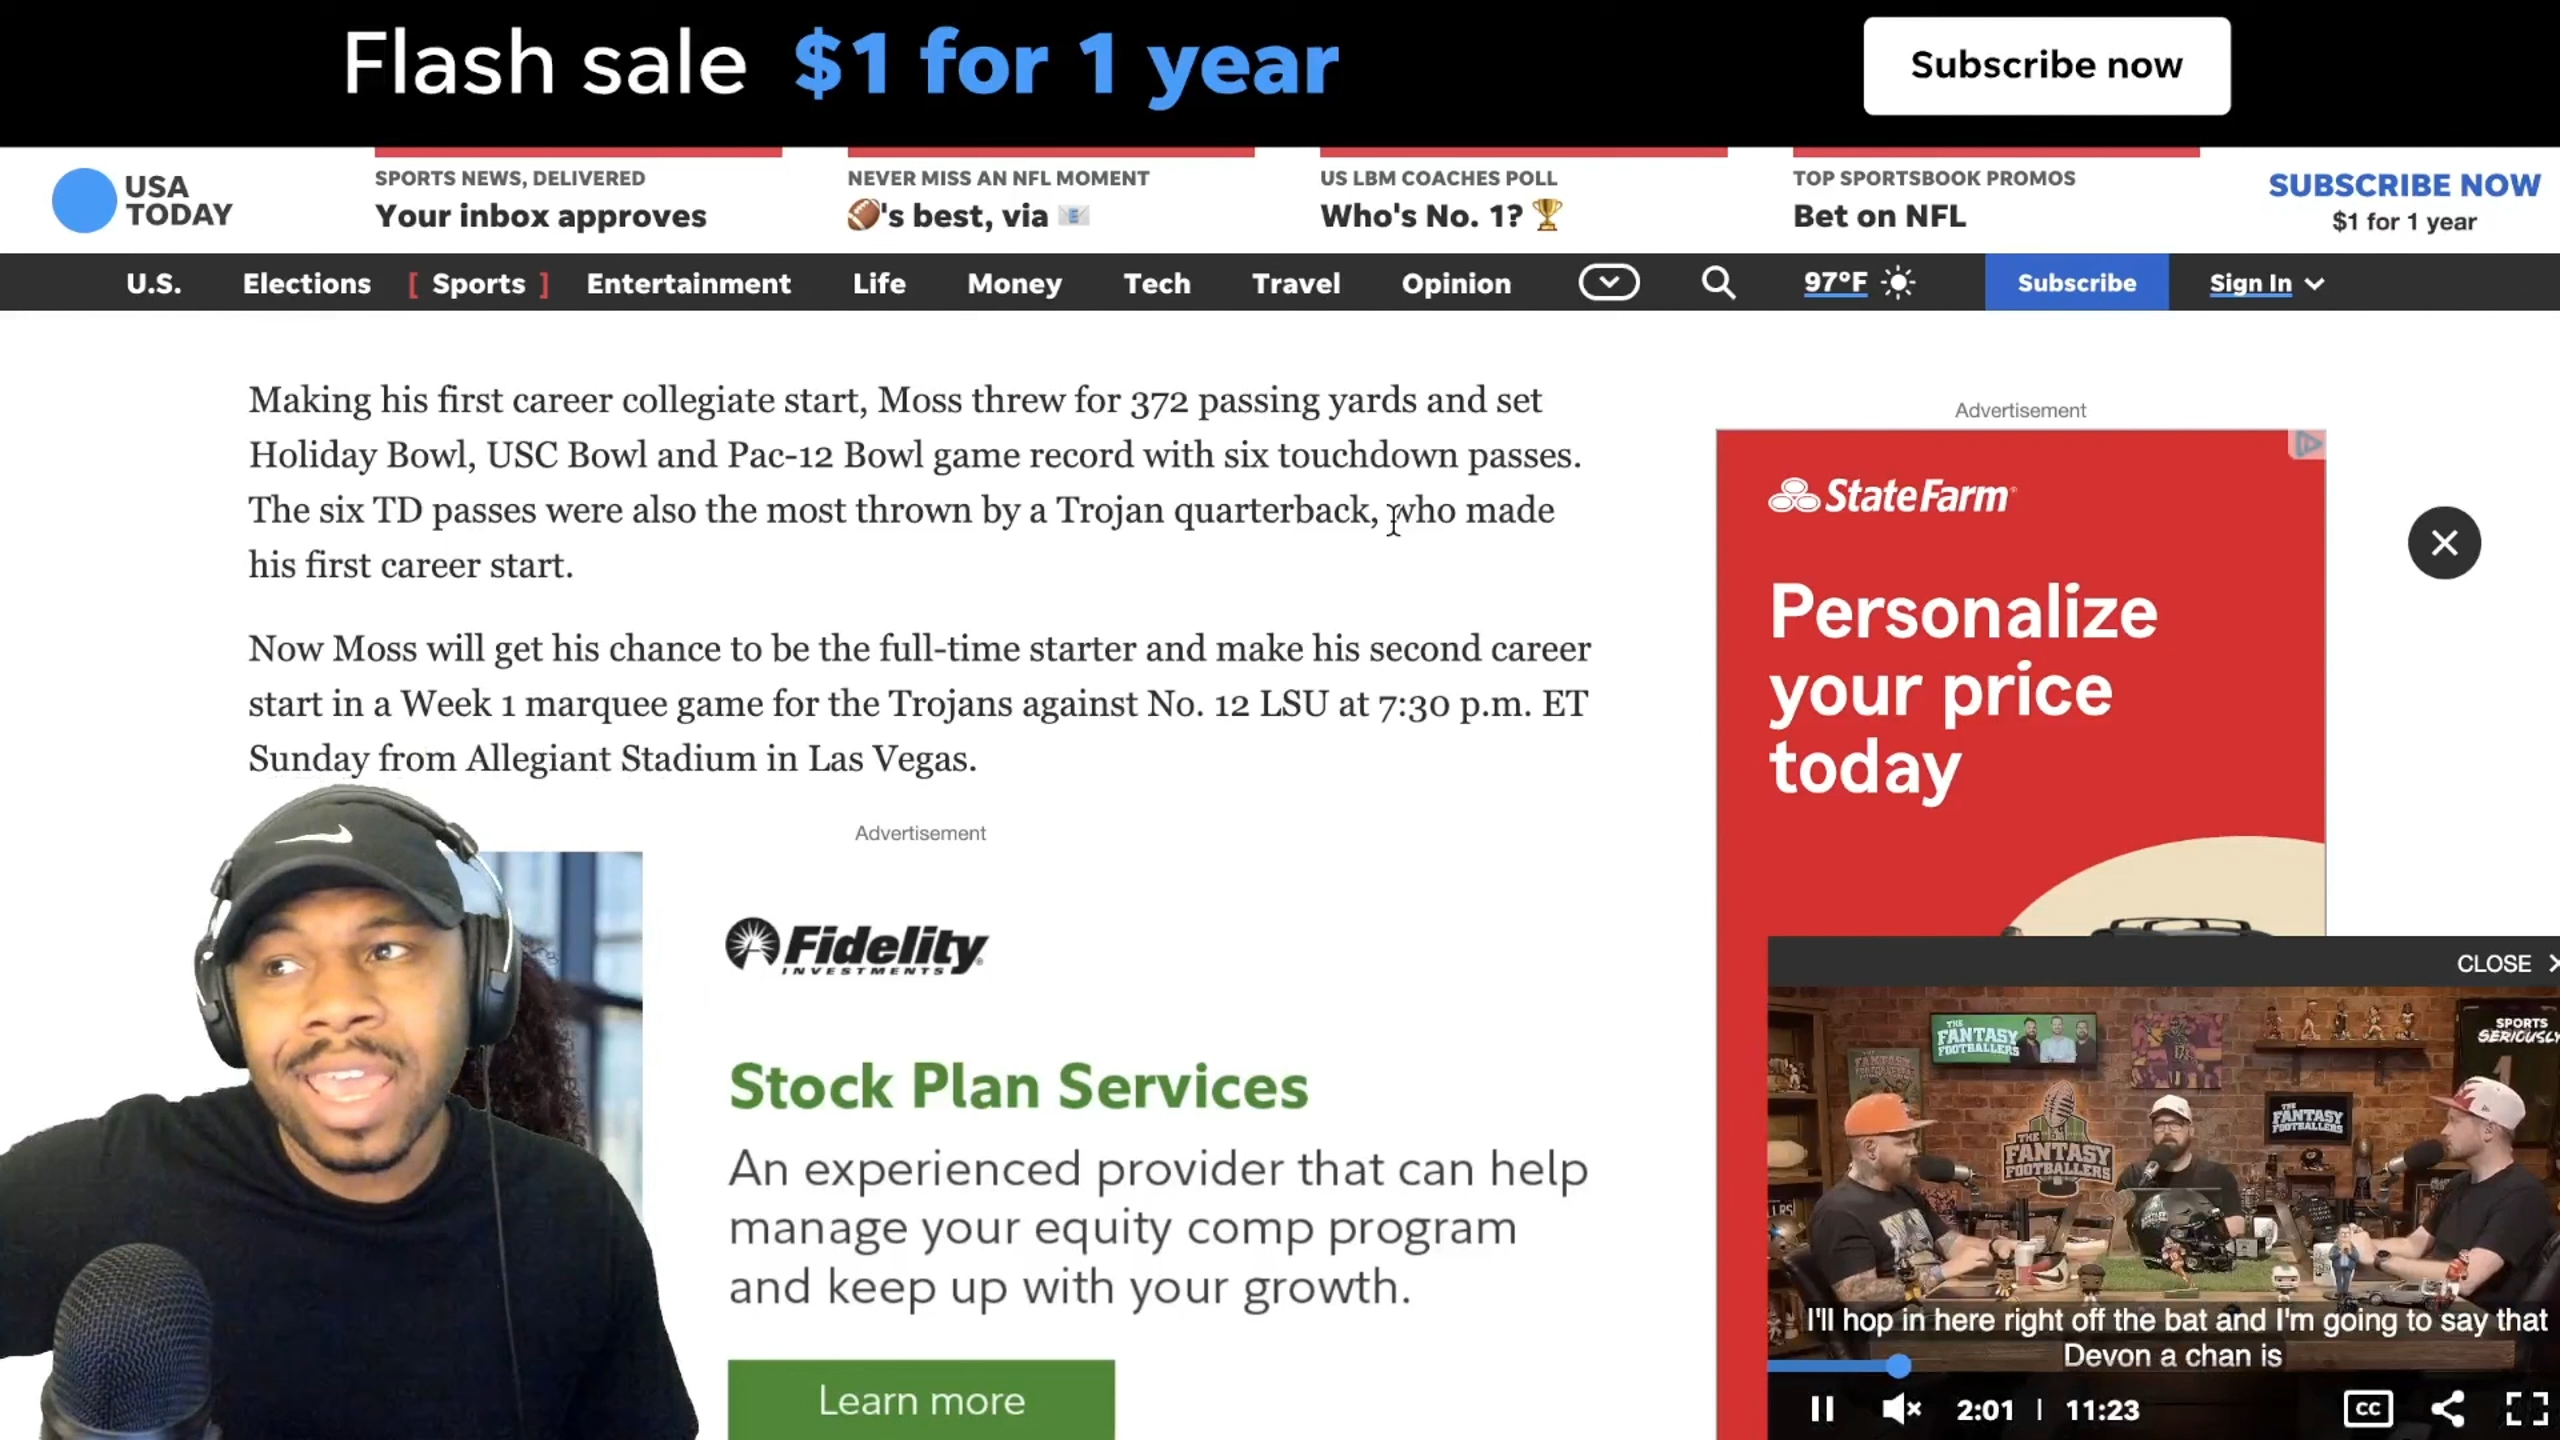 Flash sale $1 for 1 year
Subscribe now
USA
TODAY
SPORTS NEWS, DELIVERED
Your inbox approves
NEVER MISS AN NFL MOMENT
🏈's best, via 📧
US LBM COACHES POLL
Who's No. 1? 🏆
TOP SPORTSBOOK PROMOS
Bet on NFL
SUBSCRIBE NOW
$1 for 1 year
U.S. Elections [ Sports ] Entertainment Life Money Tech Travel Opinion 97°F Subscribe Sign In
Making his first career collegiate start, Moss threw for 372 passing yards and set
Holiday Bowl, USC Bowl and Pac-12 Bowl game record with six touchdown passes.
The six TD passes were also the most thrown by a Trojan quarterback, who made
his first career start.
Now Moss will get his chance to be the full-time starter and make his second career
start in a Week 1 marquee game for the Trojans against No. 12 LSU at 7:30 p.m. ET
Sunday from Allegiant Stadium in Las Vegas.
Advertisement
Fidelity
INVESTMENTS
Stock Plan Services
An experienced provider that can help
manage your equity comp program
and keep up with your growth.
Learn more
Advertisement
StateFarm
Personalize
your price
today
CLOSE
THE
FANTASY
FOOTBALLERS
SPORTS
SERIOUSLY
THE
FANTASY
FOOTBALLERS
THE
FANTASY
FOOTBALLERS
I'll hop in here right off the bat and I'm going to say that
Devon a chan is
2:01 | 11:23
CC